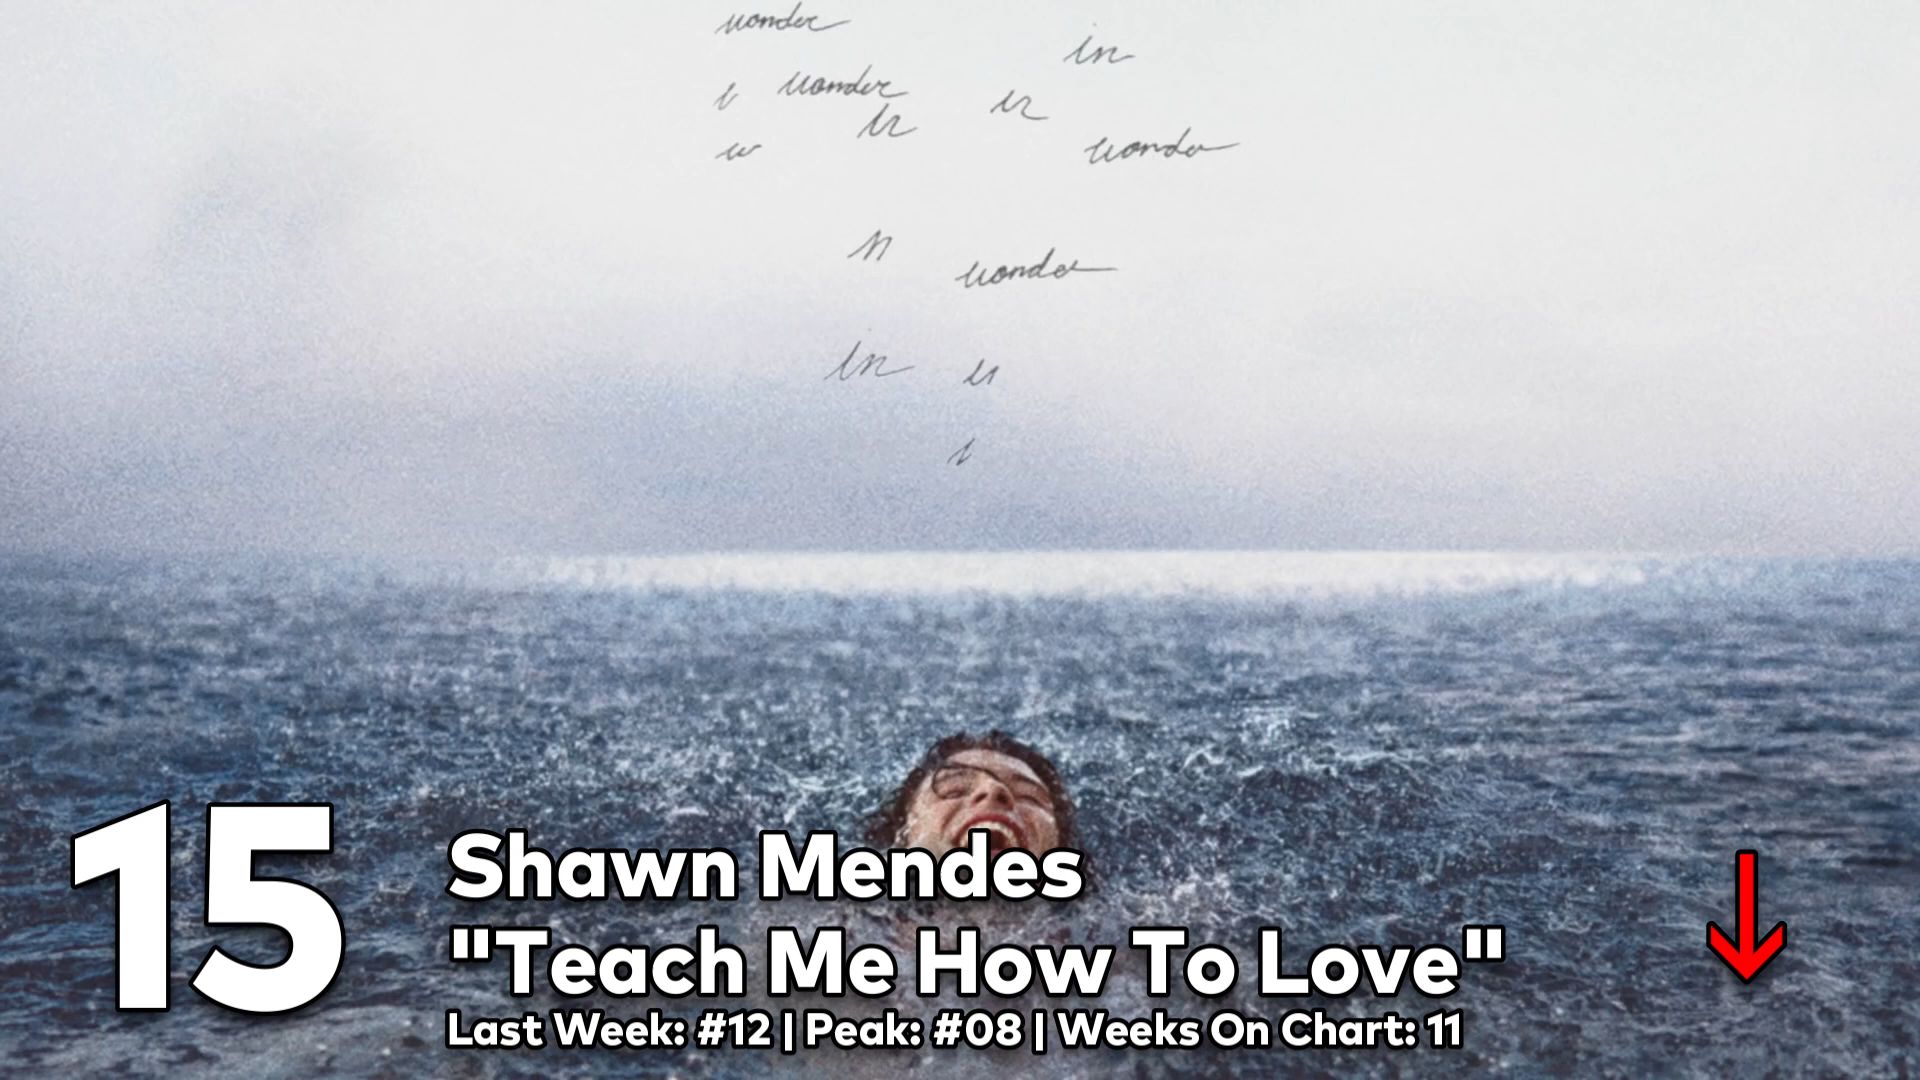 wonder
in
wonder
wonder
in
wonder
in
15
Shawn Mendes
"Teach Me How To Love"
Last Week: #12 | Peak: #08 | Weeks On Chart: 11